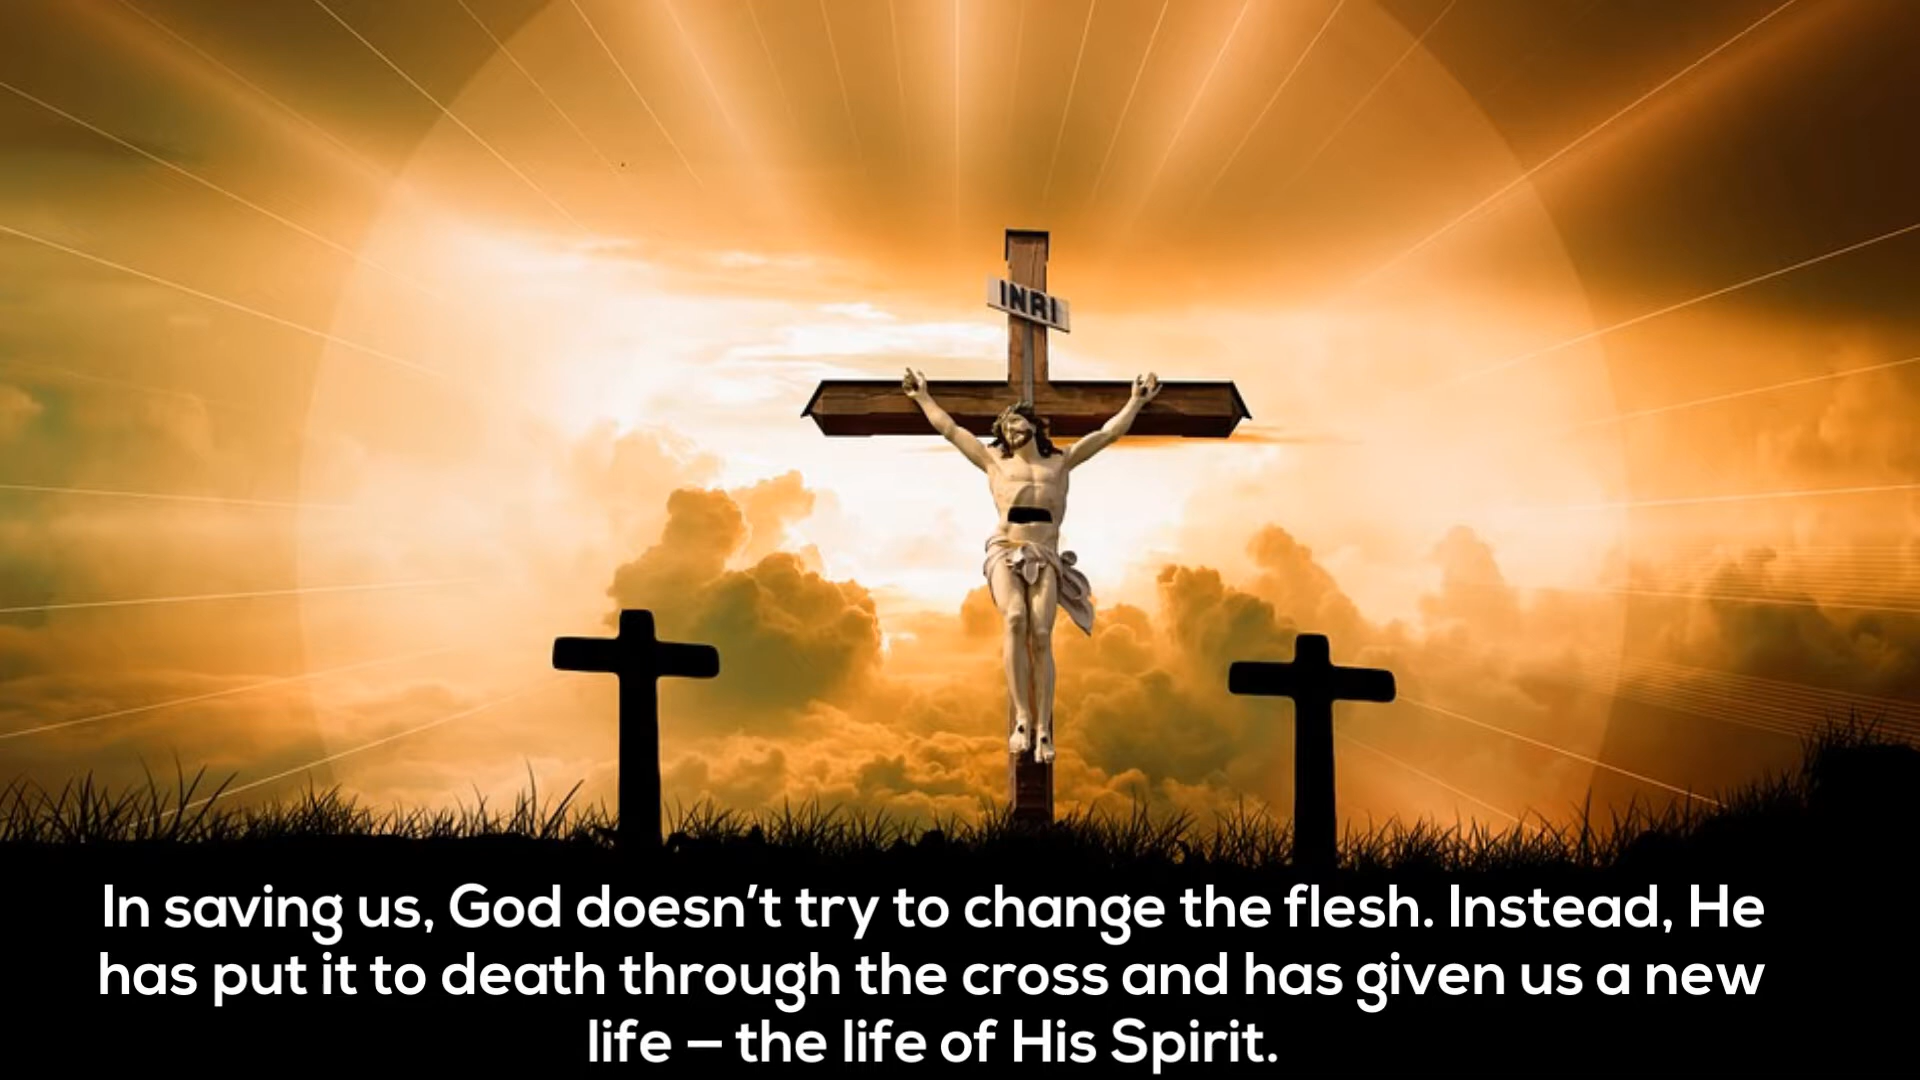 INRI
In saving us, God doesn’t try to change the flesh. Instead, He
has put it to death through the cross and has given us a new
life – the life of His Spirit.